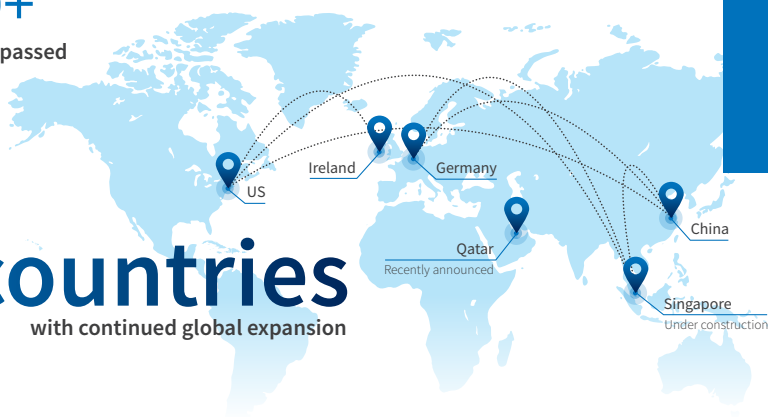 +
passed
Ireland
Germany
US
China
Qatar
Recently announced
countries
with continued global expansion
Singapore
Under construction